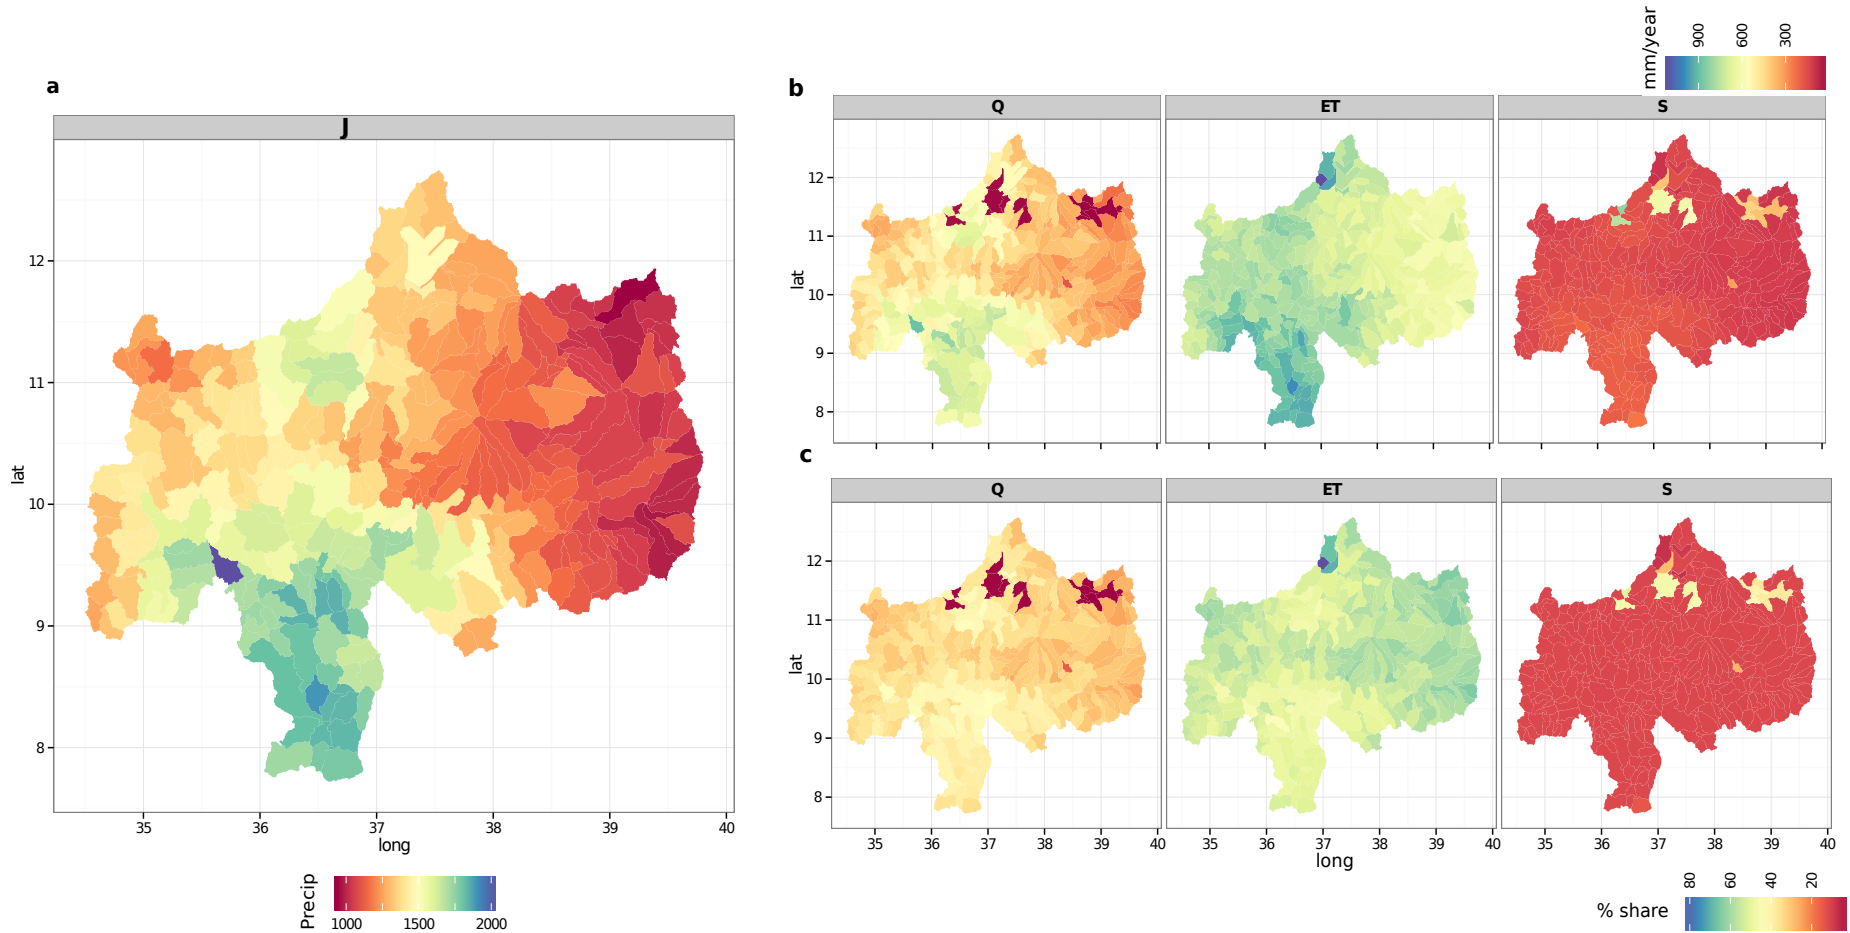 a
J
12
11
10
9
8
lat
35 36 37 38 39 40
long
Precip
1000 1500 2000
b
mm/year
900 600 300
Q ET S
12
11
10
9
8
lat
c
Q ET S
12
11
10
9
8
lat
35 36 37 38 39 40 35 36 37 38 39 40 35 36 37 38 39 40
long
% share
80 60 40 20